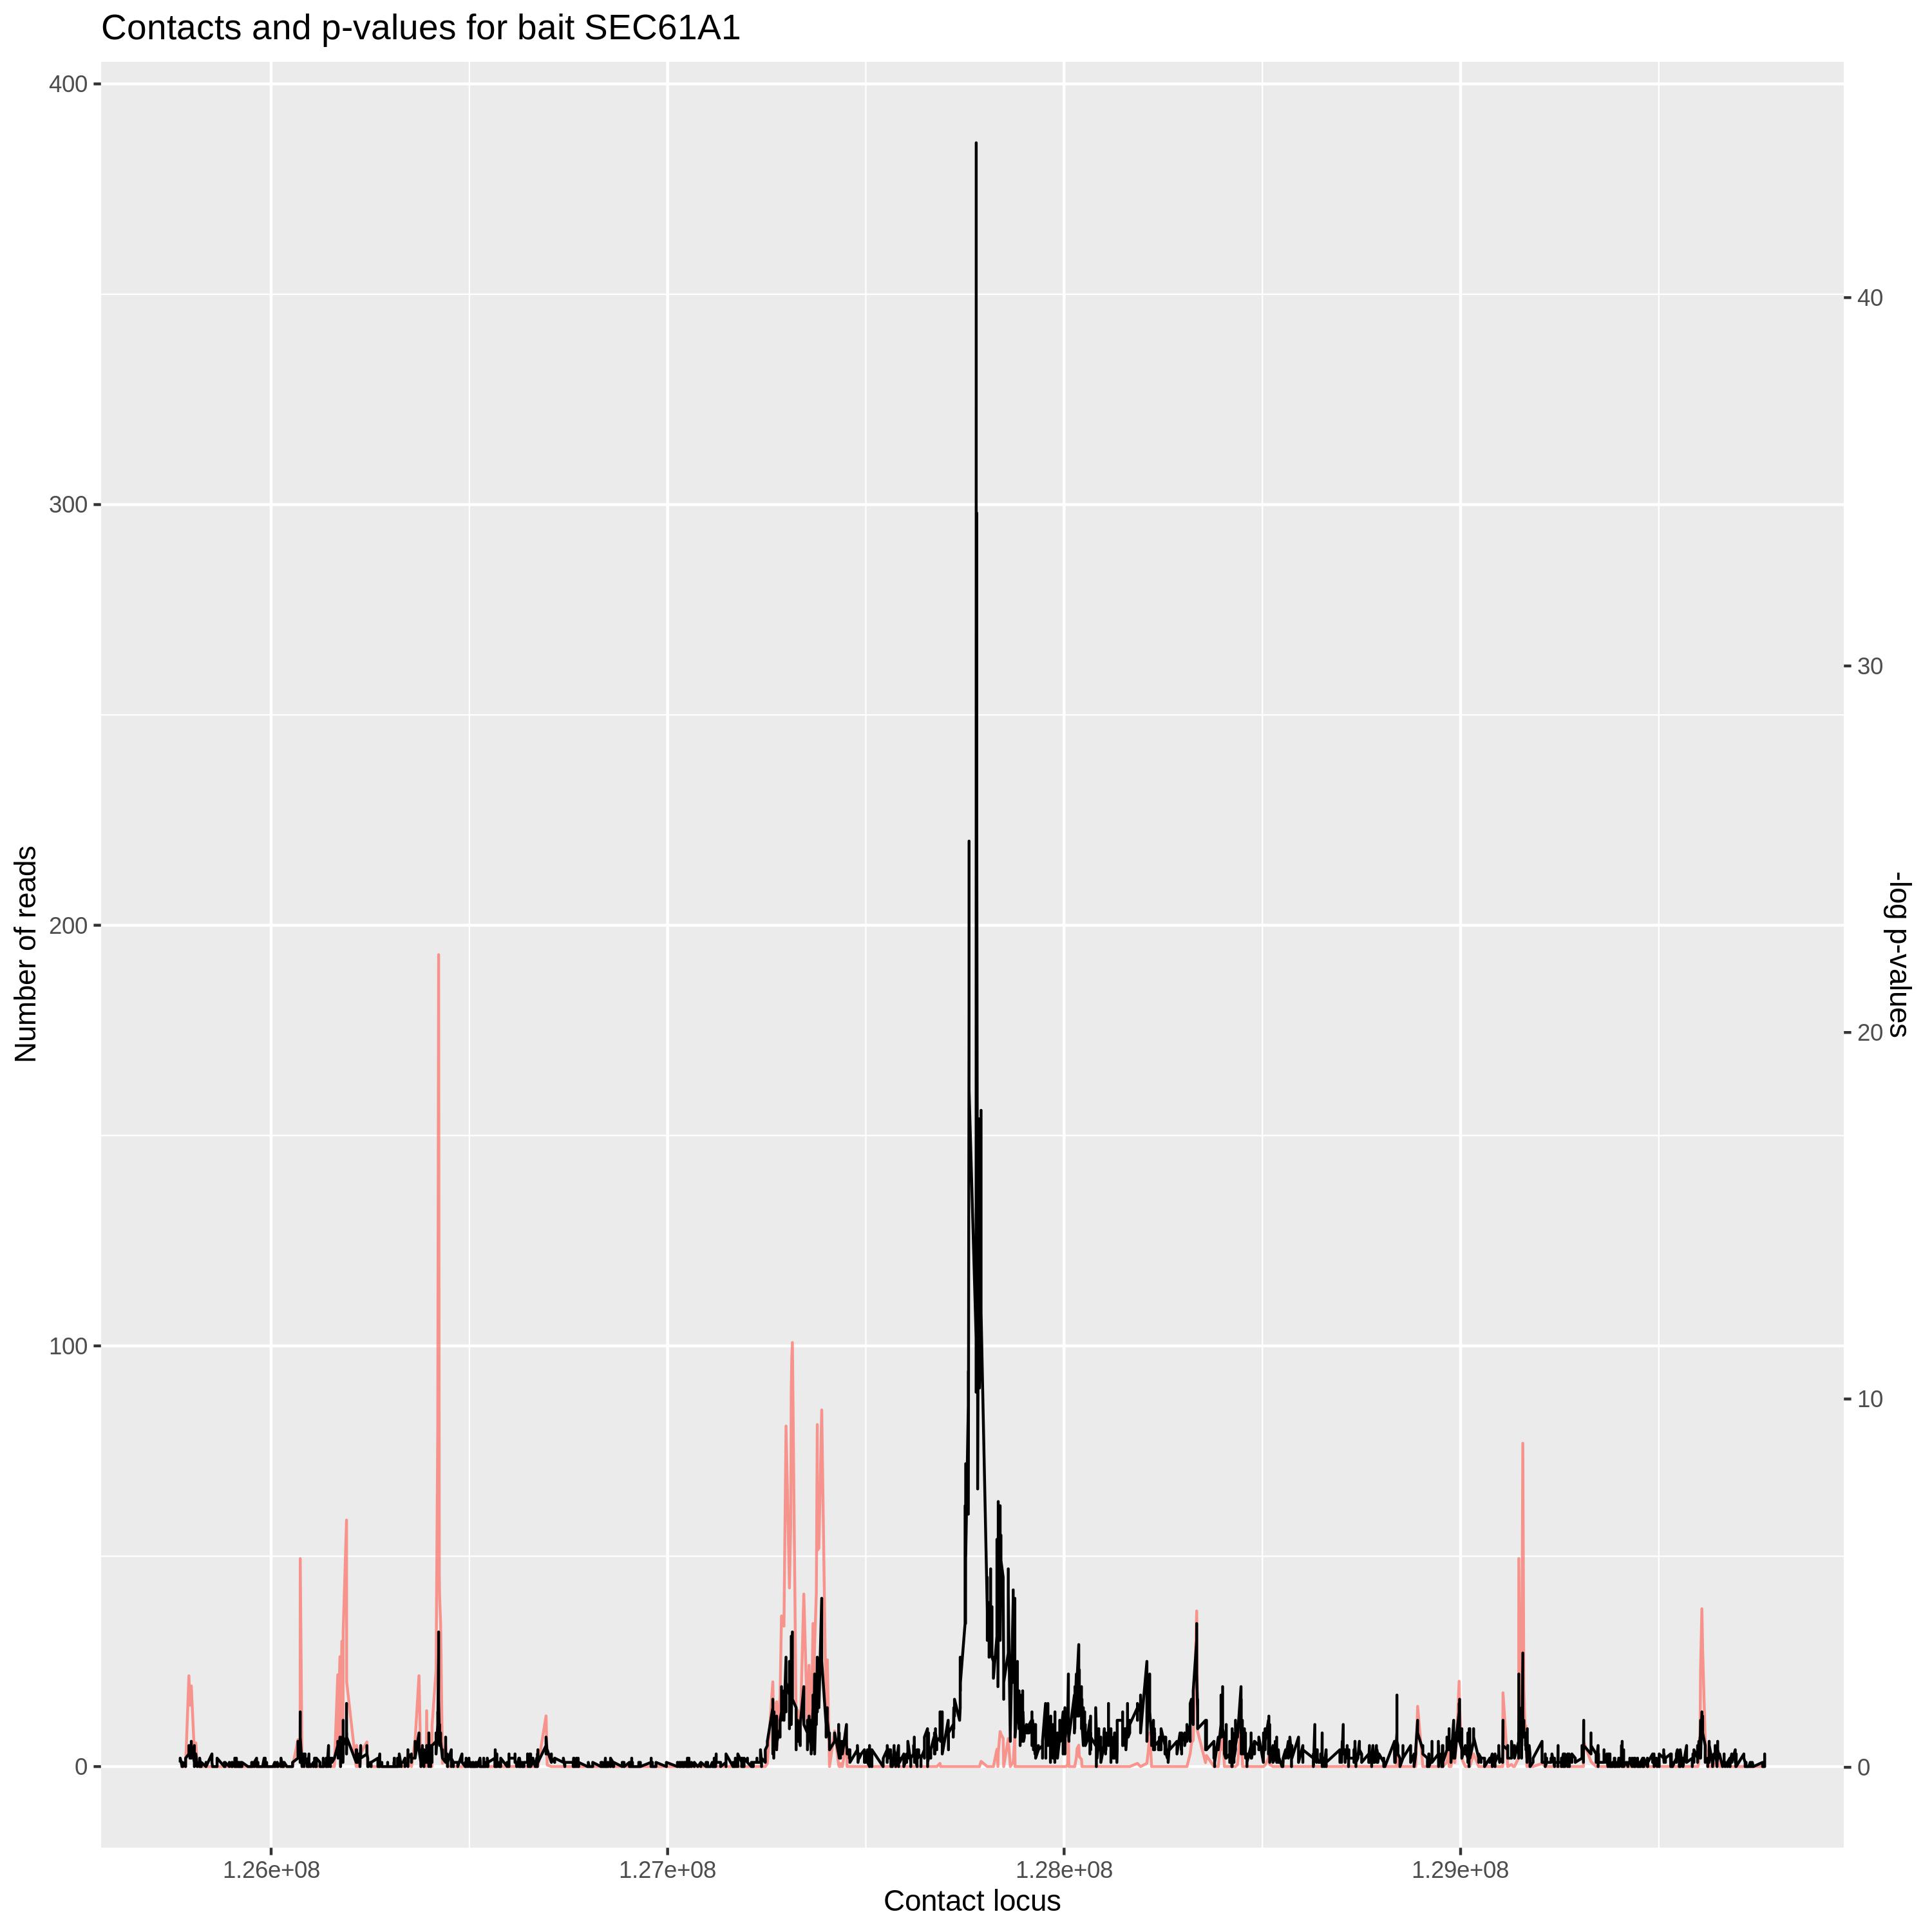 Contacts and p-values for bait SEC61A1
400
300
200
100
0
Number of reads
40
30
20
10
0
-log p-values
1.26e+08
1.27e+08
1.28e+08
1.29e+08
Contact locus